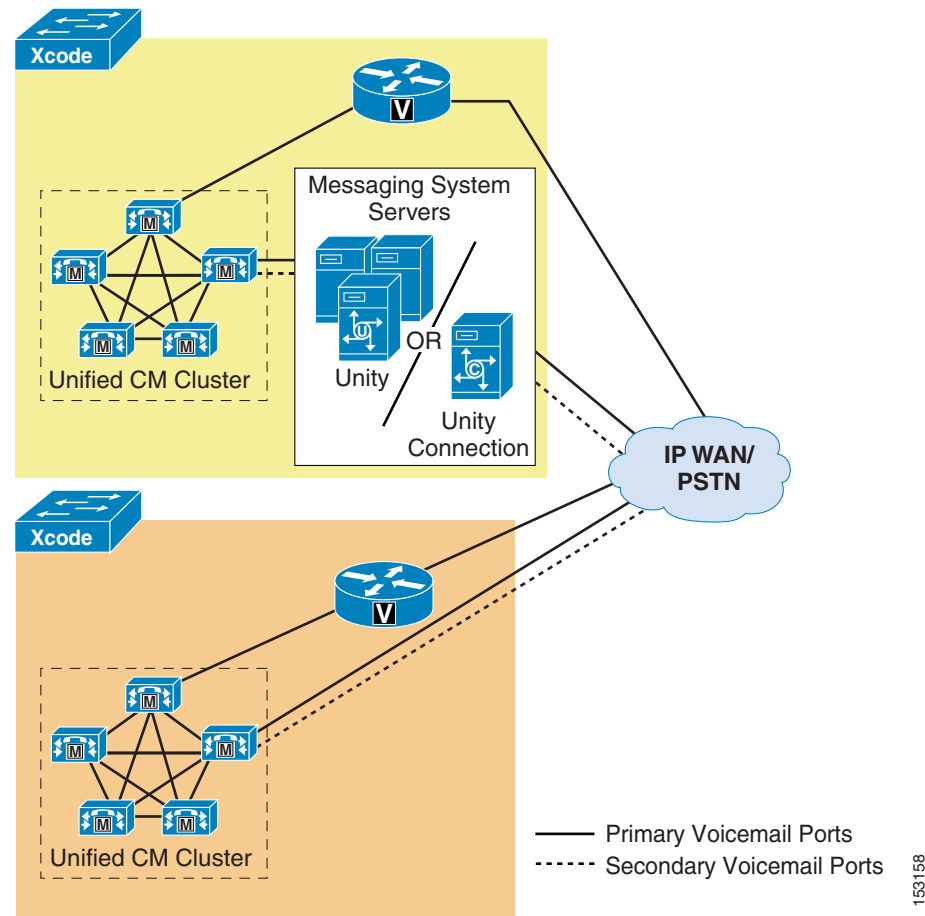 Xcode
V
Messaging System
Servers
M
M
M
M
M
U
OR
C
Unity
Unified CM Cluster
Unity
Connection
IP WAN/
PSTN
Xcode
V
M
M
M
M
M
Unified CM Cluster
Primary Voicemail Ports
Secondary Voicemail Ports
153158